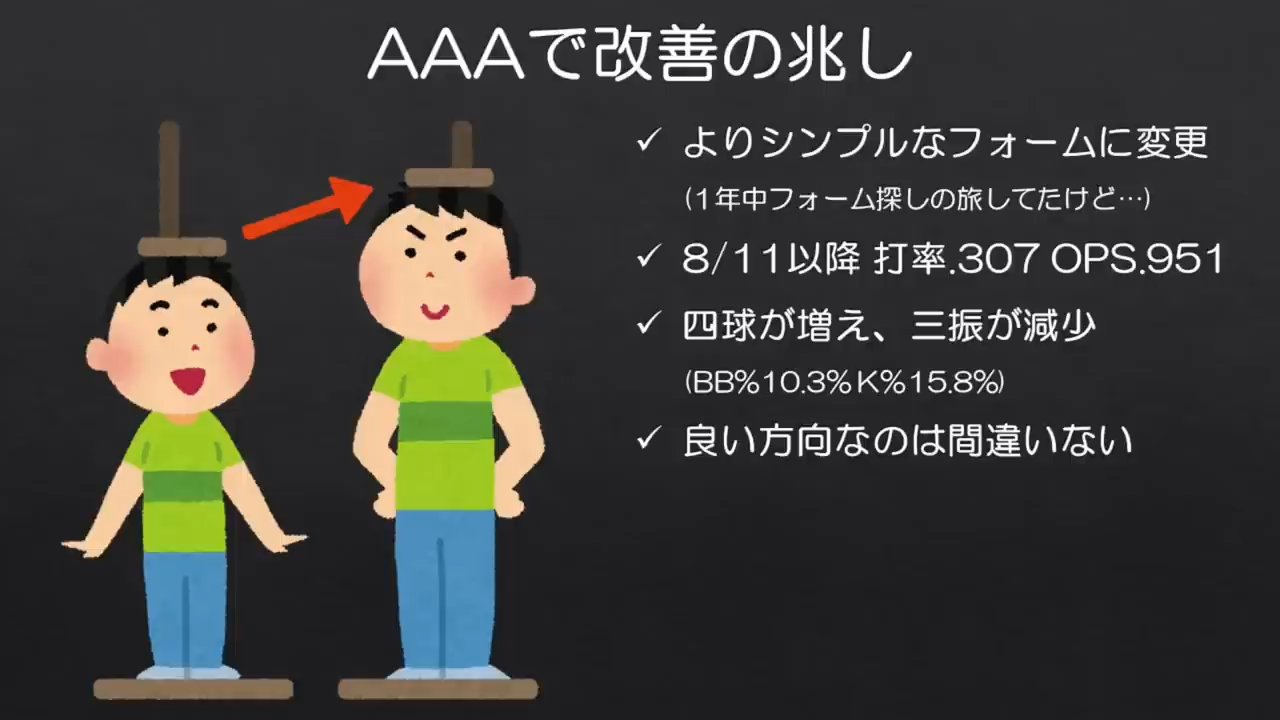 AAAで改善の兆し
✓ よりシンプルなフォームに変更
(1年中フォーム探しの旅してたけど…)
✓ 8/11以降 打率.307 OPS.951
✓ 四球が増え、三振が減少
(BB%10.3% K%15.8%)
✓ 良い方向なのは間違いない